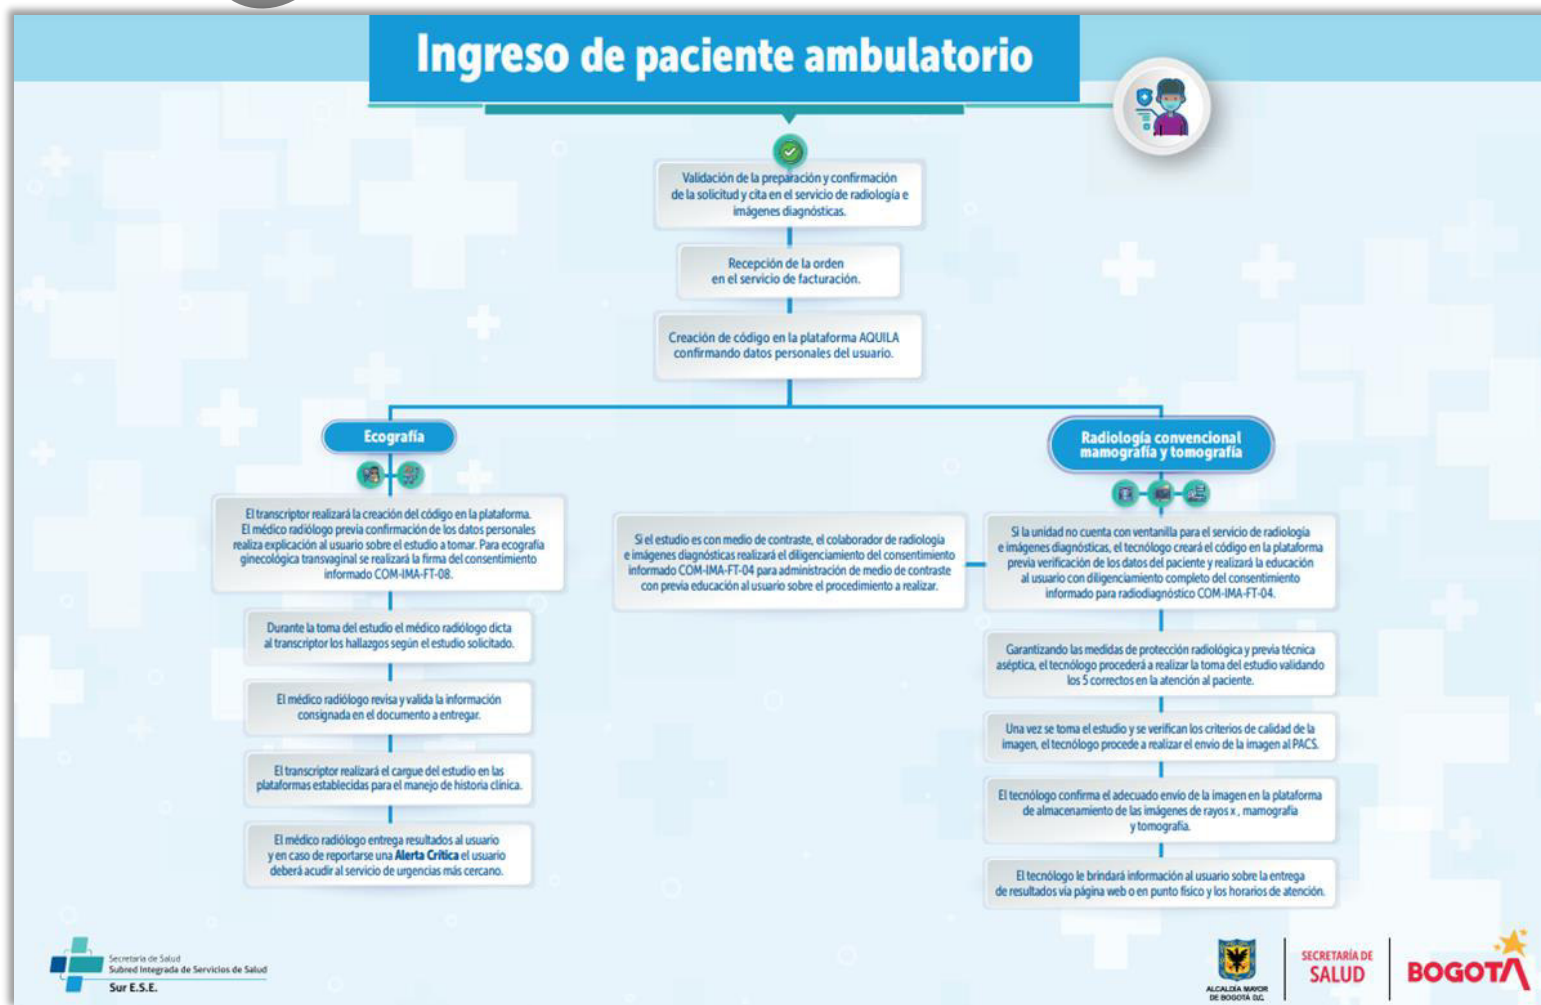 Ingreso de paciente ambulatorio
Validación de la preparación y confirmación
de la solicitud y cita en el servicio de radiología e
imágenes diagnósticas.
Recepción de la orden
en el servicio de facturación.
Creación de código en la plataforma AQUILA
confirmando datos personales del usuario.
Ecografía
El transcriptor realizará la creación del código en la plataforma.
El médico radiólogo previa confirmación de los datos personales
realiza explicación al usuario sobre el estudio a tomar. Para ecografía
ginecológica transvaginal se realizará la firma del consentimiento
informado COM-IMA-FT-08.
Durante la toma del estudio el médico radiólogo dicta
al transcriptor los hallazgos según el estudio solicitado.
El médico radiólogo revisa y valida la información
consignada en el documento a entregar.
El transcriptor realizará el cargue del estudio en las
plataformas establecidas para el manejo de historia clínica.
El médico radiólogo entrega resultados al usuario
y en caso de reportarse una Alerta Crítica el usuario
deberá acudir al servicio de urgencias más cercano.
Radiología convencional
mamografía y tomografía
Si el estudio es con medio de contraste, el colaborador de radiología
e imágenes diagnósticas realizará el diligenciamiento del consentimiento
informado COM-IMA-FT-04 para administración de medio de contraste
con previa educación al usuario sobre el procedimiento a realizar.
Si la unidad no cuenta con ventanilla para el servicio de radiología
e imágenes diagnósticas, el tecnólogo creará el código en la plataforma
previa verificación de los datos del paciente y realizará la educación
al usuario con diligenciamiento completo del consentimiento
informado para radiodiagnóstico COM-IMA-FT-04.
Garantizando las medidas de protección radiológica y previa técnica
aséptica, el tecnólogo procederá a realizar la toma del estudio validando
los 5 correctos en la atención al paciente.
Una vez se toma el estudio y se verifican los criterios de calidad de la
imagen, el tecnólogo procede a realizar el envío de la imagen al PACS.
El tecnólogo confirma el adecuado envío de la imagen en la plataforma
de almacenamiento de las imágenes de rayos x , mamografía
y tomografía.
El tecnólogo le brindará información al usuario sobre la entrega
de resultados vía página web o en punto físico y los horarios de atención.
Secretaría de Salud
Subred Integrada de Servicios de Salud
Sur E.S.E.
ALCALDÍA MAYOR
DE BOGOTÁ D.C.
SECRETARÍA DE
SALUD
BOGOTÁ